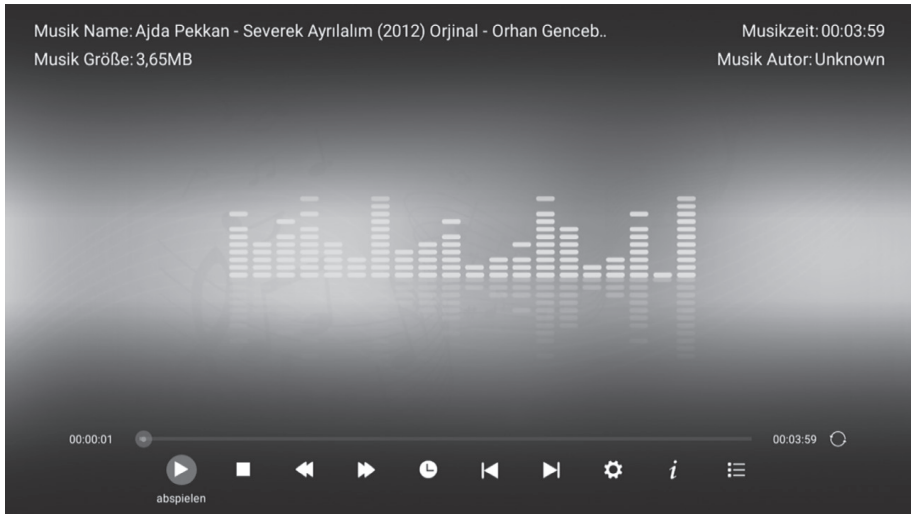 Musik Name: Ajda Pekkan - Severek Ayrılalım (2012) Orjinal - Orhan Genceb..
Musikzeit: 00:03:59
Musik Größe: 3,65MB
Musik Autor: Unknown
00:00:01
00:03:59
i
abspielen